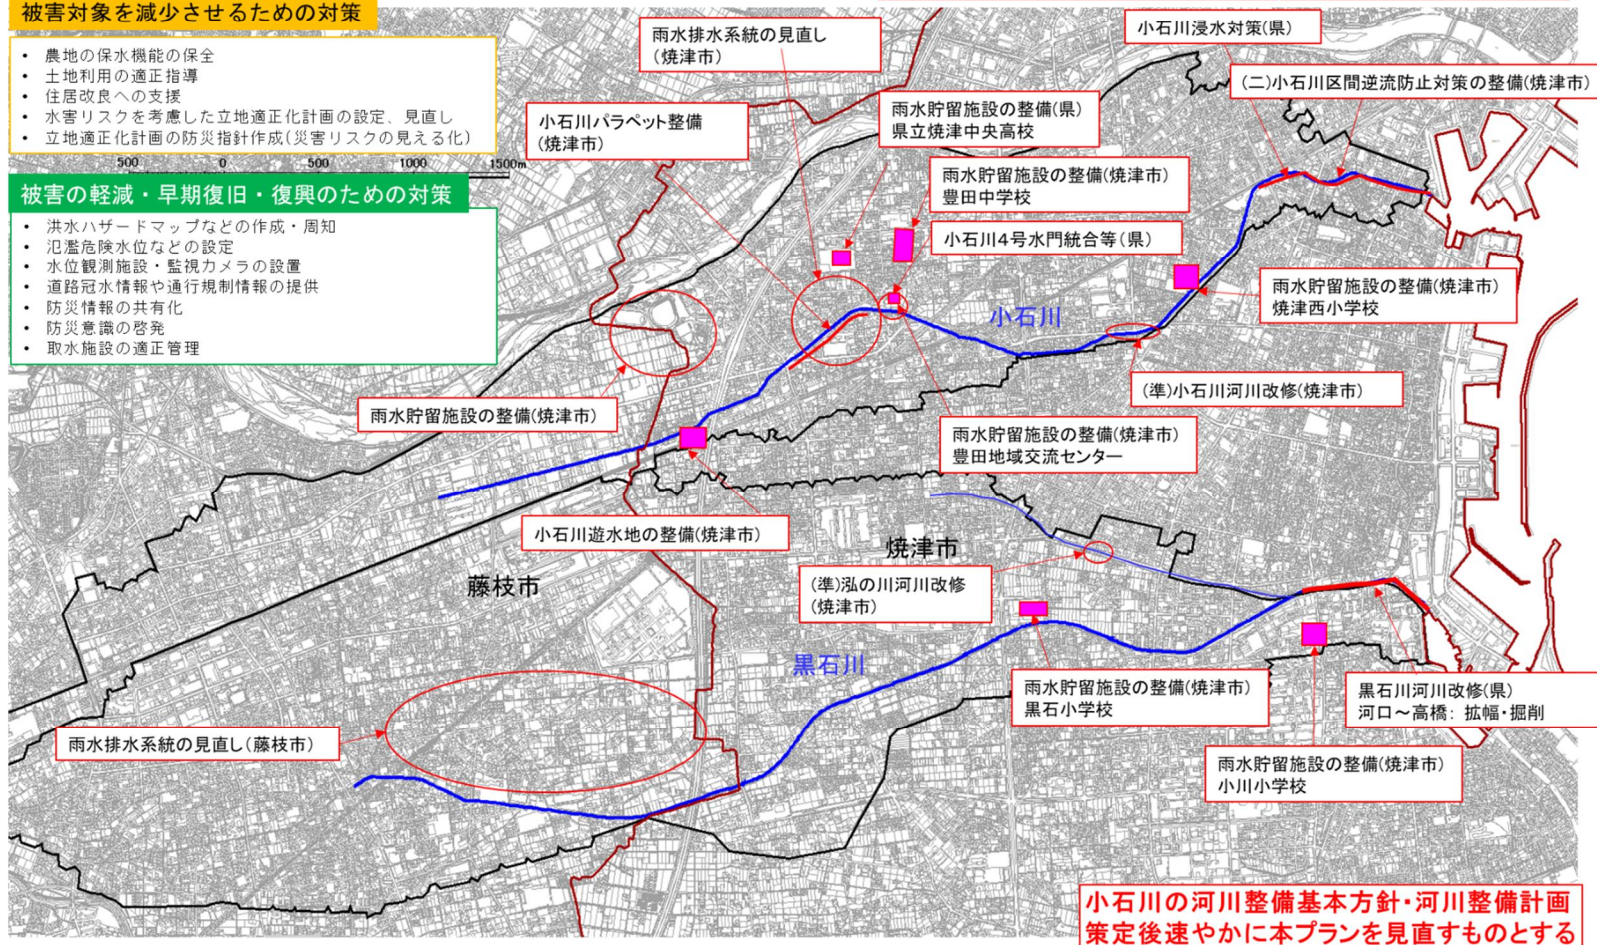 被害対象を減少させるための対策
• 農地の保水機能の保全
• 土地利用の適正指導
• 住居改良への支援
• 水害リスクを考慮した立地適正化計画の設定、見直し
• 立地適正化計画の防災指針作成(災害リスクの見える化)
500 0 500 1000 1500m
被害の軽減・早期復旧・復興のための対策
• 洪水ハザードマップなどの作成・周知
• 氾濫危険水位などの設定
• 水位観測施設・監視カメラの設置
• 道路冠水情報や通行規制情報の提供
• 防災情報の共有化
• 防災意識の啓発
• 取水施設の適正管理
雨水排水系統の見直し
(焼津市)
小石川浸水対策(県)
(二)小石川区間逆流防止対策の整備(焼津市)
小石川パラペット整備
(焼津市)
雨水貯留施設の整備(県)
県立焼津中央高校
雨水貯留施設の整備(焼津市)
豊田中学校
小石川4号水門統合等(県)
小石川
雨水貯留施設の整備(焼津市)
焼津西小学校
(準)小石川河川改修(焼津市)
雨水貯留施設の整備(焼津市)
雨水貯留施設の整備(焼津市)
豊田地域交流センター
小石川遊水地の整備(焼津市)
焼津市
藤枝市
(準)泓の川河川改修
(焼津市)
黒石川
雨水貯留施設の整備(焼津市)
黒石小学校
黒石川河川改修(県)
河口～高橋: 拡幅・掘削
雨水排水系統の見直し(藤枝市)
雨水貯留施設の整備(焼津市)
小川小学校
小石川の河川整備基本方針・河川整備計画
策定後速やかに本プランを見直すものとする